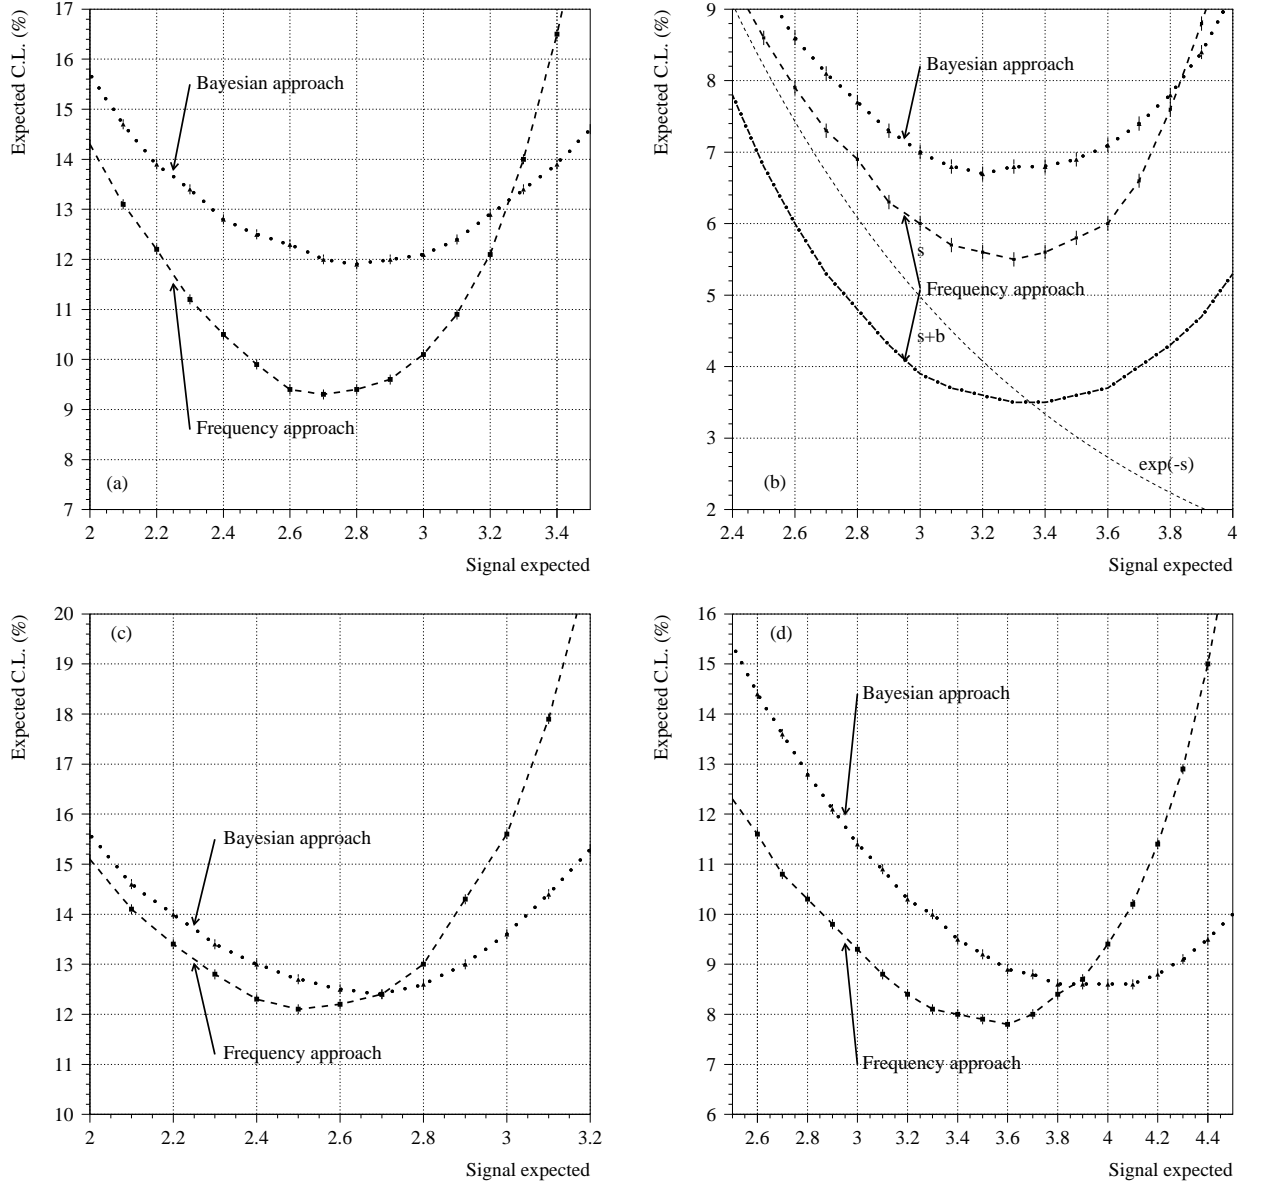 Expected C.L. (%)
17
16
15
14
13
12
11
10
9
8
7
Bayesian approach
Frequency approach
(a)
2 2.2 2.4 2.6 2.8 3 3.2 3.4
Signal expected
Expected C.L. (%)
9
8
7
6
5
4
3
2
Bayesian approach
s
Frequency approach
s+b
exp(-s)
(b)
2.4 2.6 2.8 3 3.2 3.4 3.6 3.8 4
Signal expected
Expected C.L. (%)
20
19
18
17
16
15
14
13
12
11
10
(c)
Bayesian approach
Frequency approach
2 2.2 2.4 2.6 2.8 3 3.2
Signal expected
Expected C.L. (%)
16
15
14
13
12
11
10
9
8
7
6
(d)
Bayesian approach
Frequency approach
2.6 2.8 3 3.2 3.4 3.6 3.8 4 4.2 4.4
Signal expected